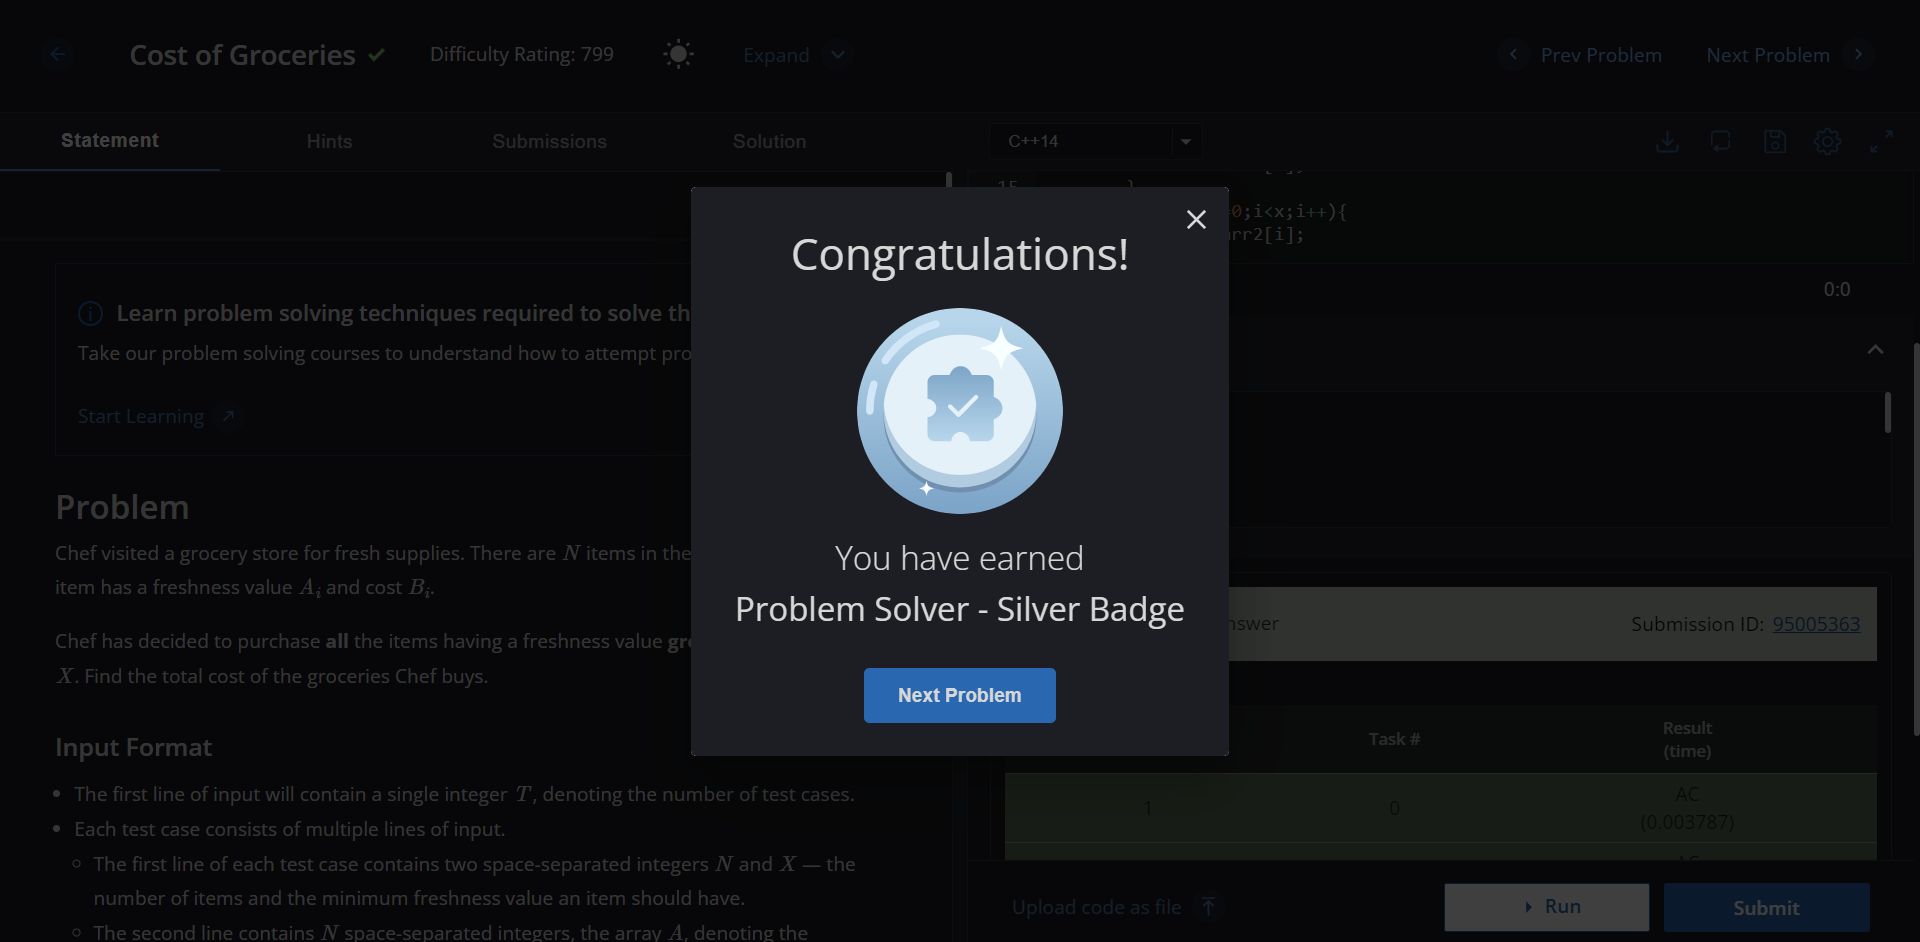 Cost of Groceries
Difficulty Rating: 799
Expand
Prev Problem
Next Problem
Statement
Hints
Submissions
Solution
C++14
15
}
0;i<x;i++){
rr2[i];
0:0
Learn problem solving techniques required to solve th
Take our problem solving courses to understand how to attempt pro
Start Learning
Problem
Chef visited a grocery store for fresh supplies. There are N items in the
item has a freshness value Ai and cost Bi.
Chef has decided to purchase all the items having a freshness value gre
X. Find the total cost of the groceries Chef buys.
Input Format
• The first line of input will contain a single integer T, denoting the number of test cases.
• Each test case consists of multiple lines of input.
○ The first line of each test case contains two space-separated integers N and X — the
number of items and the minimum freshness value an item should have.
○ The second line contains N space-separated integers, the array A, denoting the
Congratulations!
You have earned
Problem Solver - Silver Badge
Next Problem
nswer
Submission ID: 95005363
Task #
Result
(time)
1
0
AC
(0.003787)
Upload code as file
Run
Submit